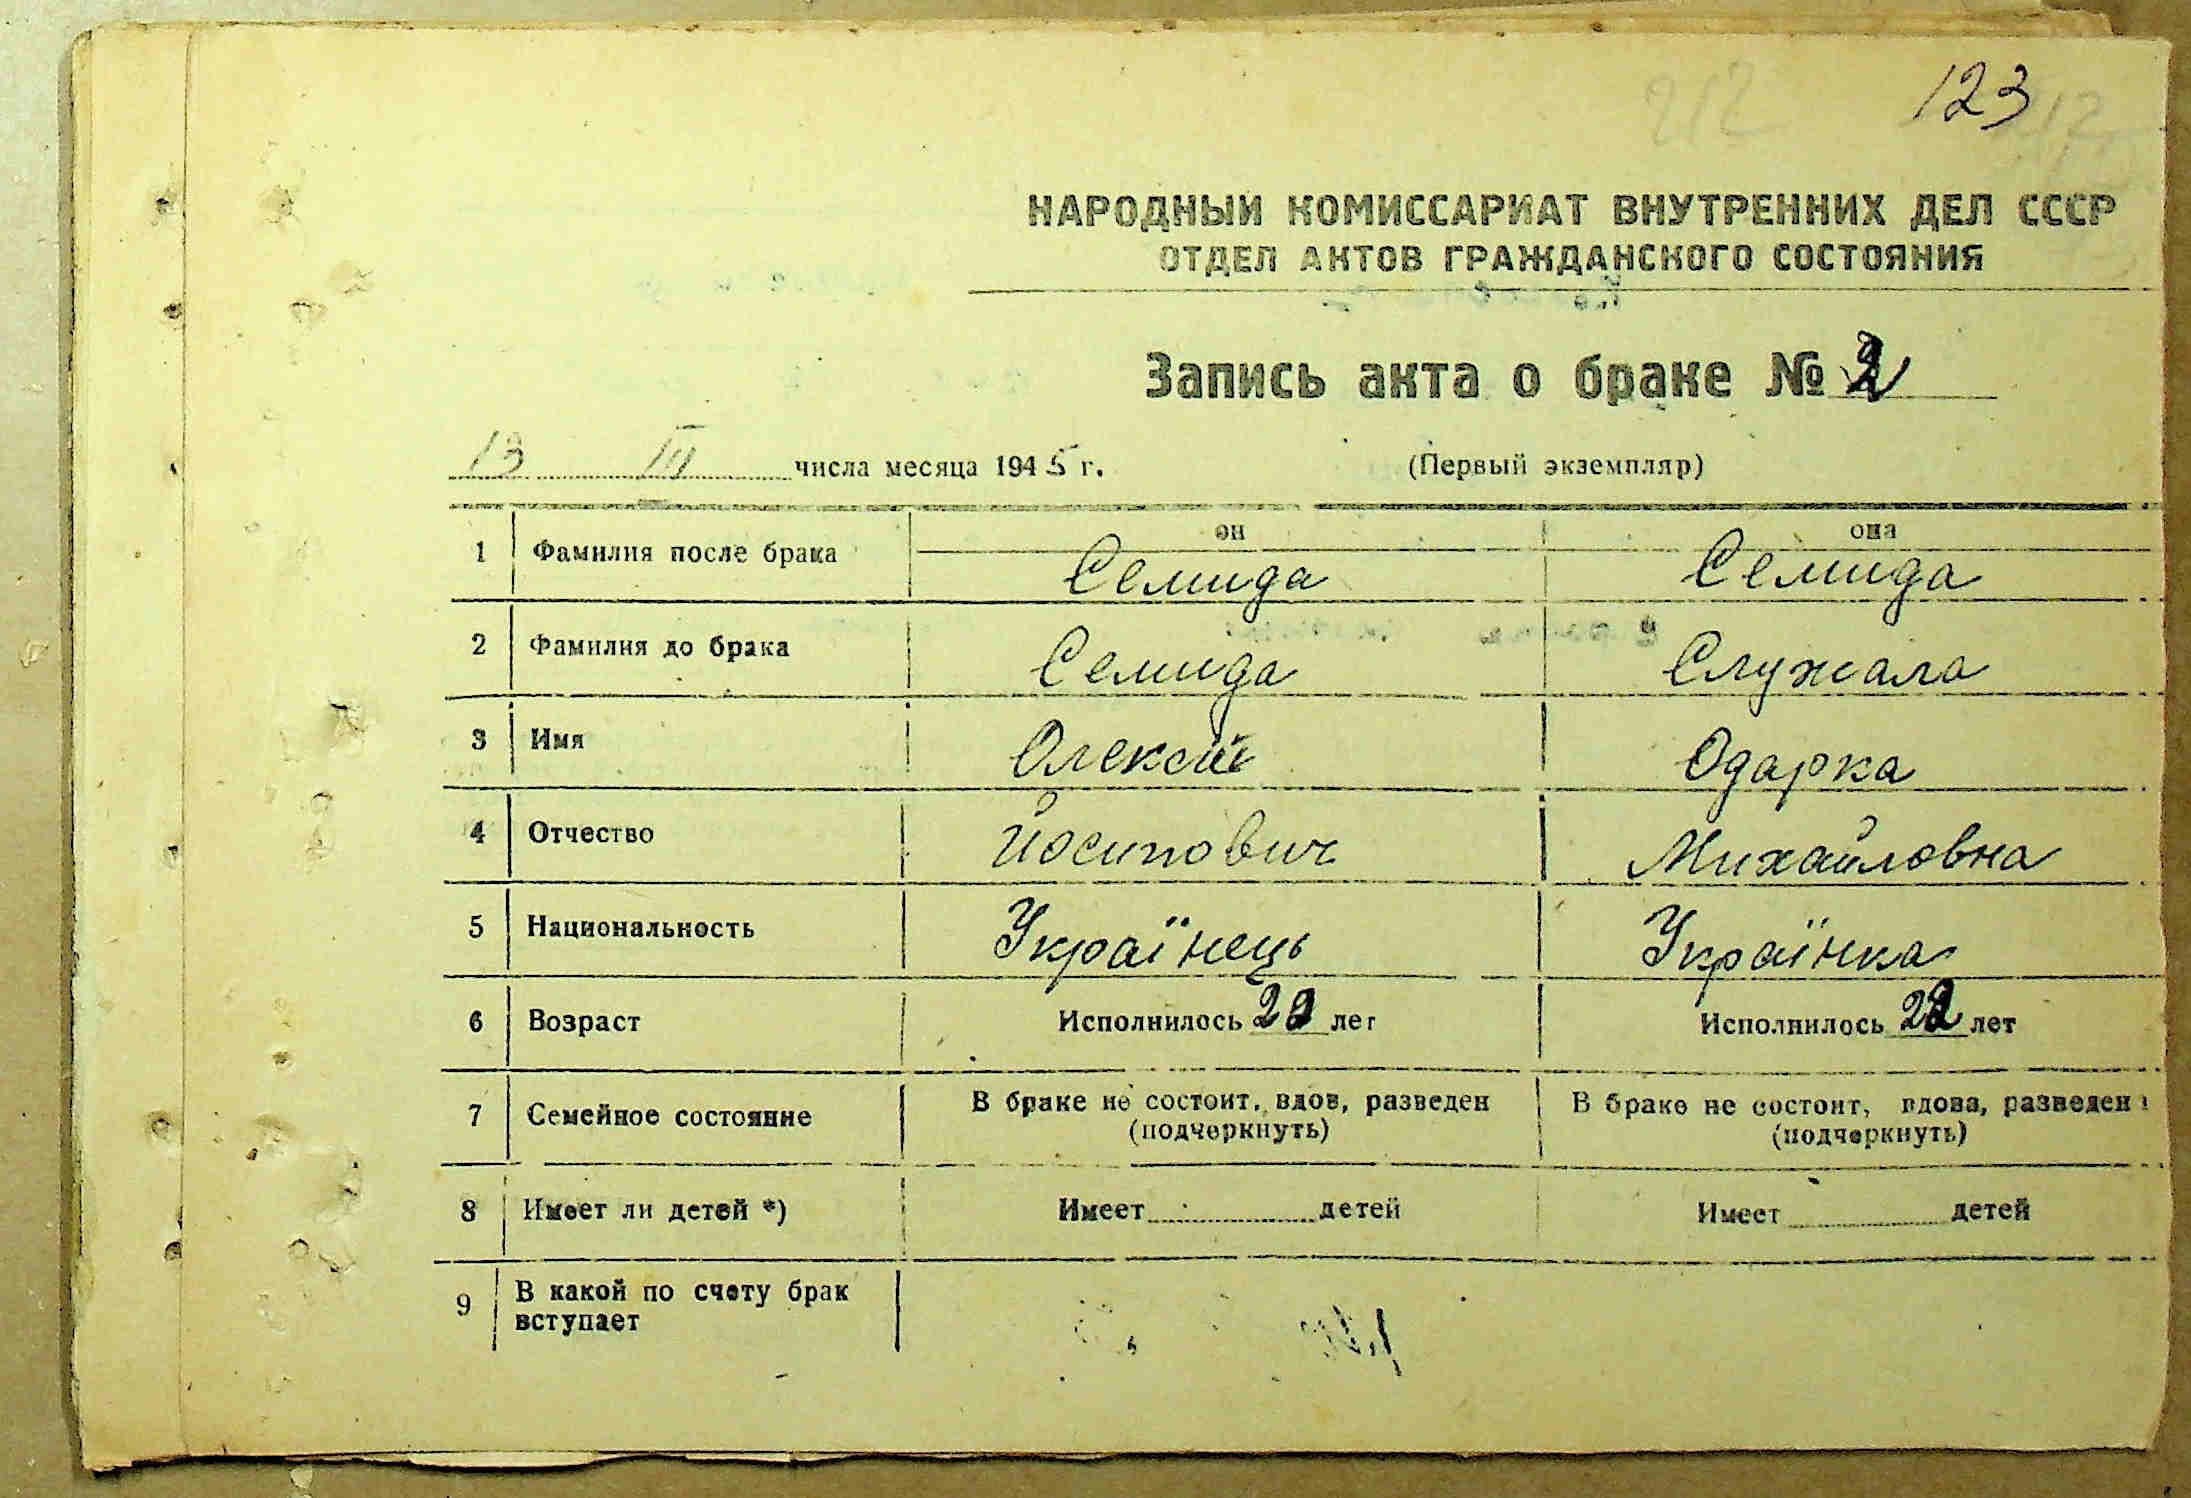 123
НАРОДНЫЙ КОМИССАРИАТ ВНУТРЕННИХ ДЕЛ СССР
ОТДЕЛ АКТОВ ГРАЖДАНСКОГО СОСТОЯНИЯ
Запись акта о браке № 2
13 III числа месяца 1945 г. (Первый экземпляр)
он она
1 Фамилия после брака Семида Семида
2 Фамилия до брака Семида Служала
3 Имя Олексій Одарка
4 Отчество Йосипович Михайловна
5 Национальность Українець Українка
6 Возраст Исполнилось лет Исполнилось 22 лет
7 Семейное состояние В браке не состоит, вдов, разведен В браке не состоит, вдова, разведена
(подчеркнуть) (подчеркнуть)
8 Имеет ли детей *) Имеет детей Имеет детей
9 В какой по счету брак
вступает